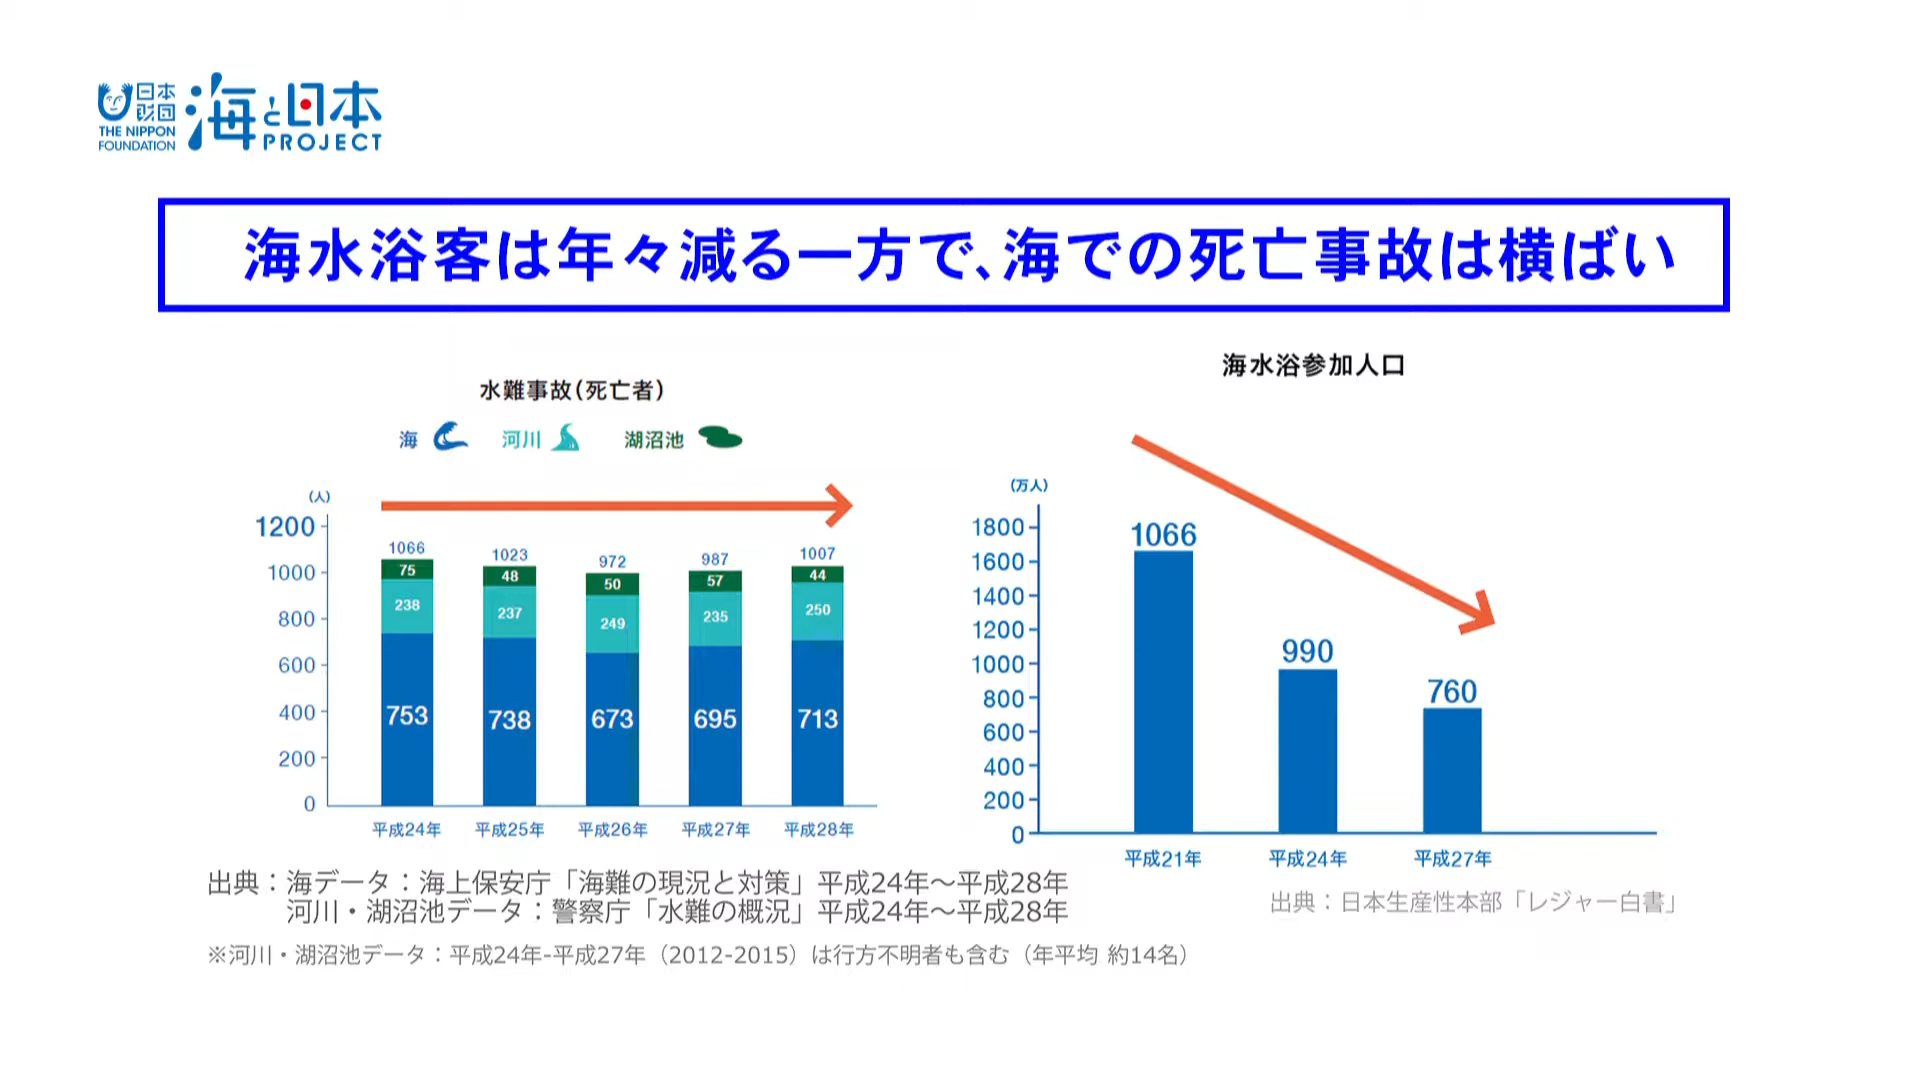 日本
財団
THE NIPPON
FOUNDATION
海と日本
PROJECT
海水浴客は年々減る一方で、海での死亡事故は横ばい
水難事故(死亡者)
海 河川 湖沼池
(人)
1200
1000
800
600
400
200
0
1066 1023 972 987 1007
75 48 50 57 44
238 237 249 235 250
753 738 673 695 713
平成24年 平成25年 平成26年 平成27年 平成28年
出典：海データ：海上保安庁「海難の現況と対策」平成24年～平成28年
河川・湖沼池データ：警察庁「水難の概況」平成24年～平成28年
※河川・湖沼池データ：平成24年-平成27年（2012-2015）は行方不明者も含む（年平均 約14名）
海水浴参加人口
(万人)
1800
1600
1400
1200
1000
800
600
400
200
0
1066 990 760
平成21年 平成24年 平成27年
出典：日本生産性本部「レジャー白書」